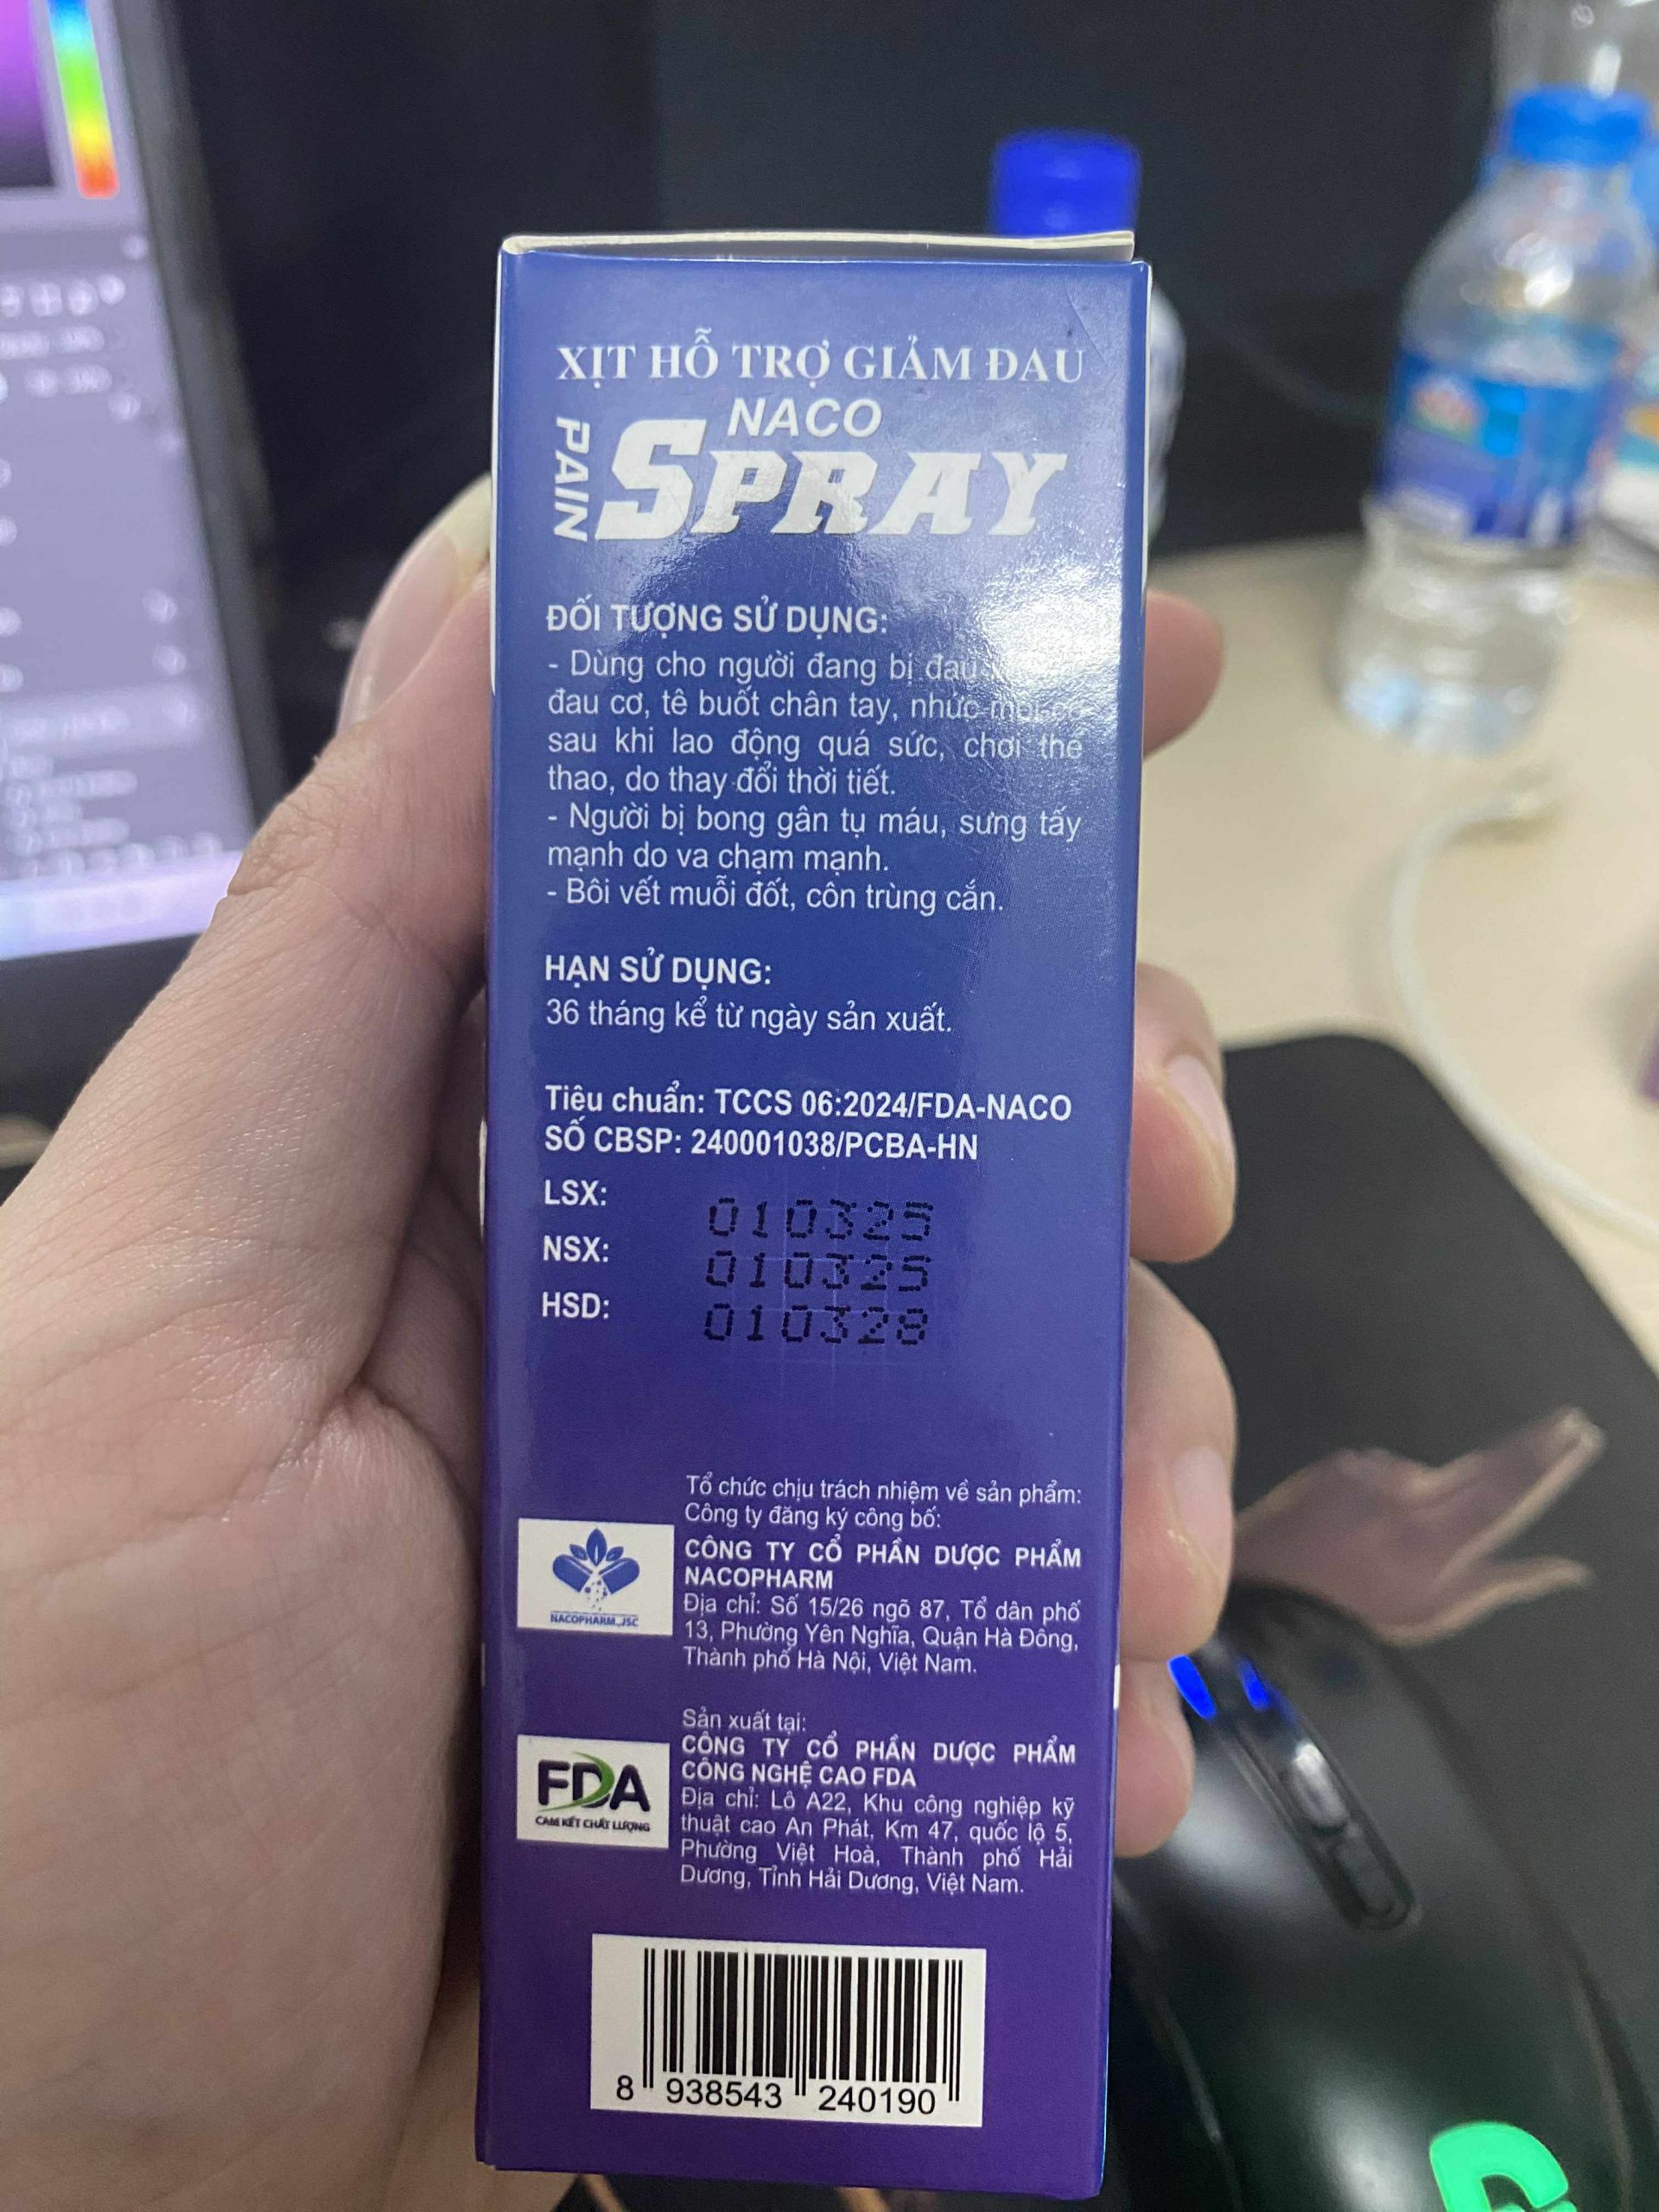 XỊT HỖ TRỢ GIẢM ĐAU
NACO
PAIN
SPRAY
ĐỐI TƯỢNG SỬ DỤNG:
- Dùng cho người đang bị đau
đau cơ, tê buốt chân tay, nhức mỏi cơ
sau khi lao động quá sức, chơi thể
thao, do thay đổi thời tiết.
- Người bị bong gân tụ máu, sưng tấy
mạnh do va chạm mạnh.
- Bôi vết muỗi đốt, côn trùng cắn.
HẠN SỬ DỤNG:
36 tháng kể từ ngày sản xuất.
Tiêu chuẩn: TCCS 06:2024/FDA-NACO
SỐ CBSP: 240001038/PCBA-HN
LSX: 010325
NSX: 010325
HSD: 010328
Tổ chức chịu trách nhiệm về sản phẩm:
Công ty đăng ký công bố:
CÔNG TY CỔ PHẦN DƯỢC PHẨM
NACOPHARM
Địa chỉ: Số 15/26 ngõ 87, Tổ dân phố
13, Phường Yên Nghĩa, Quận Hà Đông,
Thành phố Hà Nội, Việt Nam.
NACOPHARM.,JSC
Sản xuất tại:
CÔNG TY CỔ PHẦN DƯỢC PHẨM
CÔNG NGHỆ CAO FDA
Địa chỉ: Lô A22, Khu công nghiệp kỹ
thuật cao An Phát, Km 47, quốc lộ 5,
Phường Việt Hoà, Thành phố Hải
Dương, Tỉnh Hải Dương, Việt Nam.
FDA
CAM KẾT CHẤT LƯỢNG
8 938543 240190